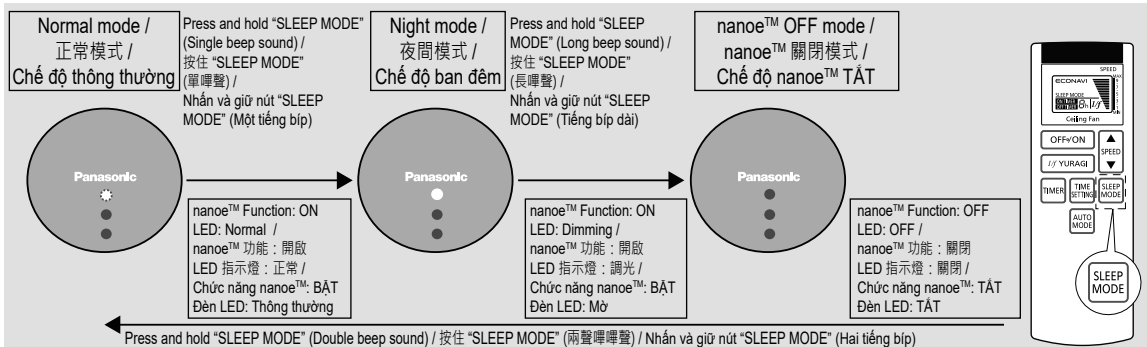 Normal mode /
正常模式 /
Chế độ thông thường
Press and hold “SLEEP MODE”
(Single beep sound) /
按住 “SLEEP MODE”
(單嗶聲) /
Nhấn và giữ nút “SLEEP
MODE” (Một tiếng bíp)
Night mode /
夜間模式 /
Chế độ ban đêm
Press and hold “SLEEP
MODE” (Long beep sound) /
按住 “SLEEP MODE”
(長嗶聲) /
Nhấn và giữ nút “SLEEP
MODE” (Tiếng bíp dài)
nanoe™ OFF mode /
nanoe™ 關閉模式 /
Chế độ nanoe™ TẮT
Panasonic
nanoe™ Function: ON
LED: Normal /
nanoe™ 功能：開啟
LED 指示燈：正常 /
Chức năng nanoe™: BẬT
Đèn LED: Thông thường
Panasonic
nanoe™ Function: ON
LED: Dimming /
nanoe™ 功能：開啟
LED 指示燈：調光 /
Chức năng nanoe™: BẬT
Đèn LED: Mờ
Panasonic
nanoe™ Function: OFF
LED: OFF /
nanoe™ 功能：關閉
LED 指示燈：關閉 /
Chức năng nanoe™: TẮT
Đèn LED: TẮT
Press and hold “SLEEP MODE” (Double beep sound) / 按住 “SLEEP MODE” (兩聲嗶嗶聲) / Nhấn và giữ nút “SLEEP MODE” (Hai tiếng bíp)
SPEED
ECONAVI
MAX
SLEEP MODE
ON TIMER
8h 1/f
MIN
Ceiling Fan
OFF/ON
SPEED
1/f YURAGI
TIMER
TIME
SETTING
SLEEP
MODE
AUTO
MODE
SLEEP
MODE